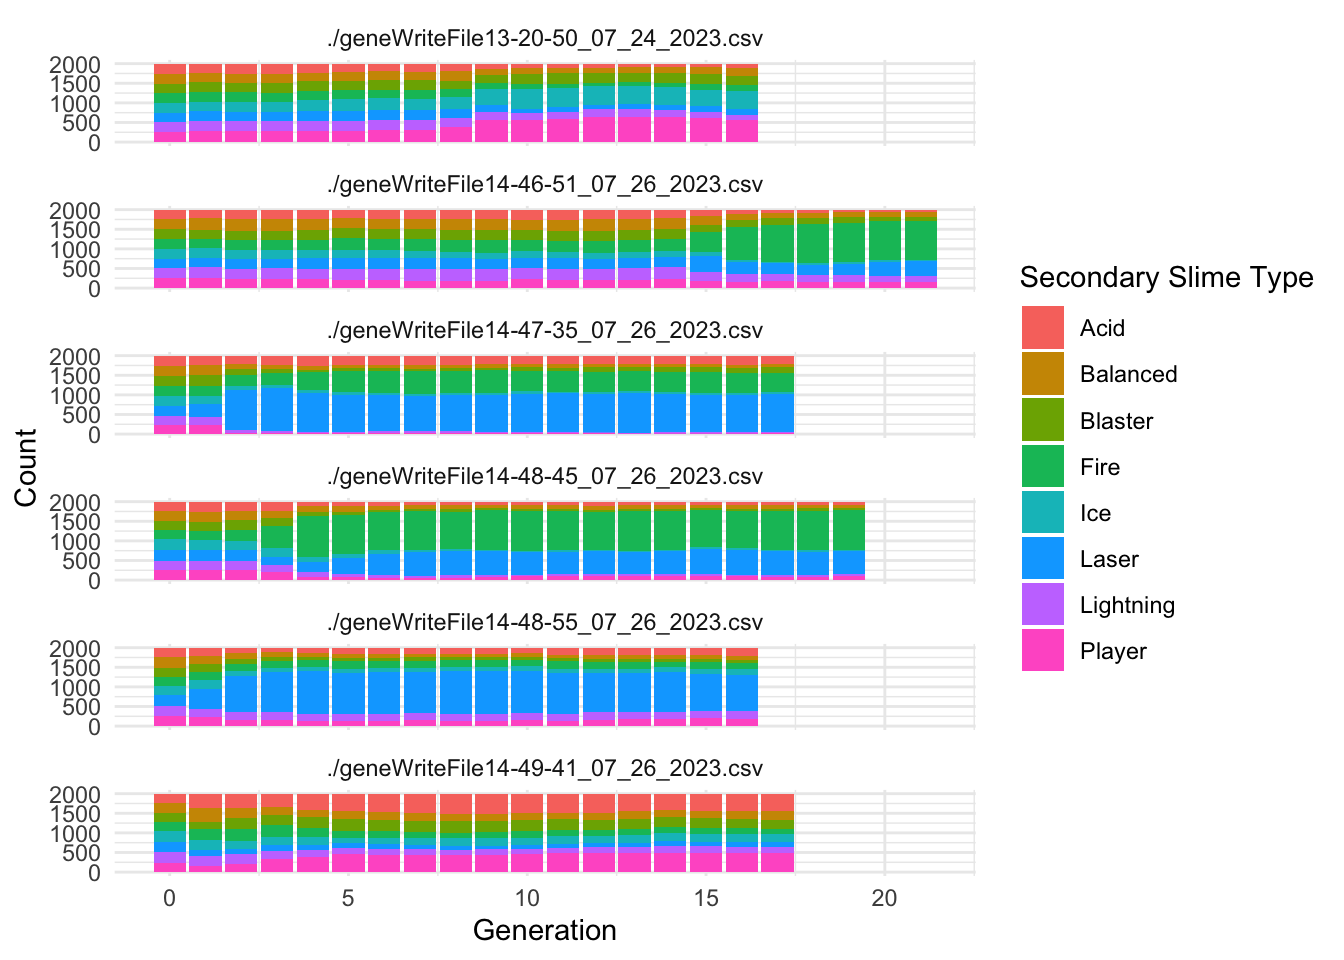 ./geneWriteFile13-20-50_07_24_2023.csv
2000
1500
1000
500
0
./geneWriteFile14-46-51_07_26_2023.csv
2000
1500
1000
500
0
./geneWriteFile14-47-35_07_26_2023.csv
2000
1500
1000
500
0
./geneWriteFile14-48-45_07_26_2023.csv
2000
1500
1000
500
0
./geneWriteFile14-48-55_07_26_2023.csv
2000
1500
1000
500
0
./geneWriteFile14-49-41_07_26_2023.csv
2000
1500
1000
500
0
0 5 10 15 20
Generation
Count
Secondary Slime Type
Acid
Balanced
Blaster
Fire
Ice
Laser
Lightning
Player